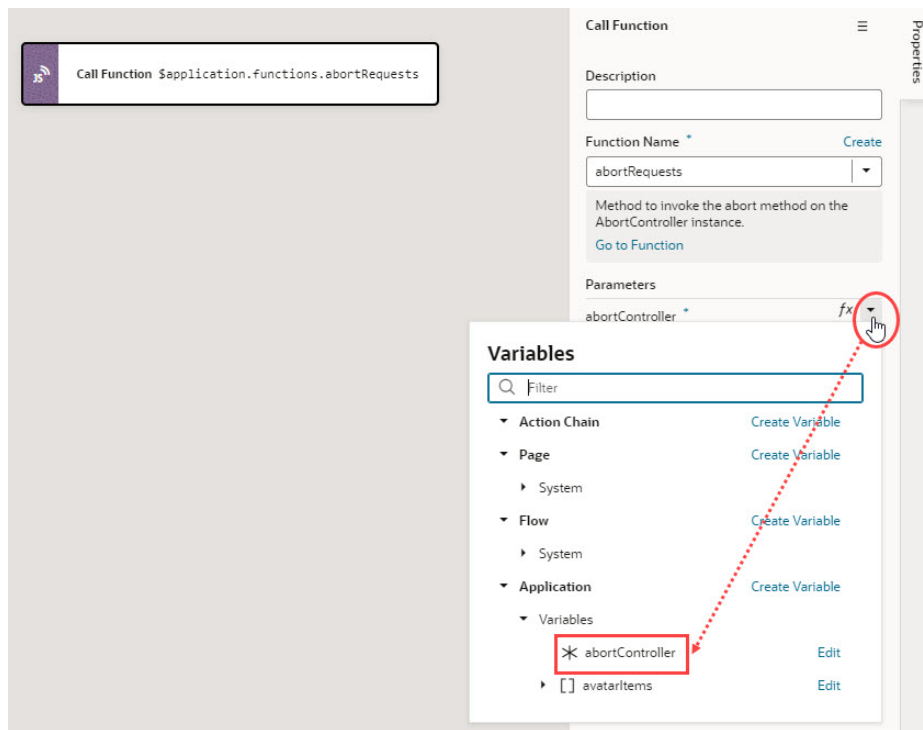 Call Function
Properties
JS
Call Function $application.functions.abortRequests
Description
Function Name *
Create
abortRequests
Method to invoke the abort method on the
AbortController instance.
Go to Function
Parameters
abortController *
fx
Variables
Filter
Action Chain
Create Variable
Page
Create Variable
System
Flow
Create Variable
System
Application
Create Variable
Variables
abortController
Edit
[] avatarItems
Edit